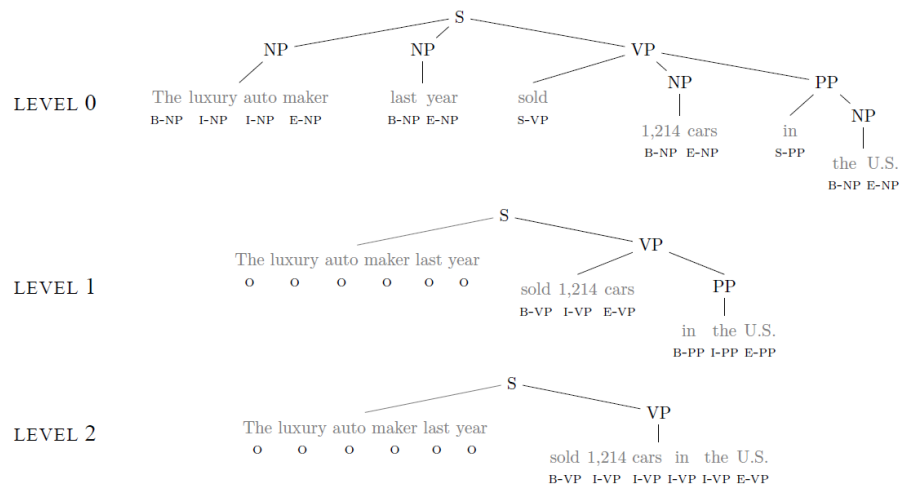 S
NP NP VP
The luxury auto maker last year sold NP PP
LEVEL 0
B-NP I-NP I-NP E-NP B-NP E-NP S-VP
1,214 cars in NP
B-NP E-NP S-PP
the U.S.
B-NP E-NP
S
VP
The luxury auto maker last year
O O O O O O
LEVEL 1
sold 1,214 cars PP
B-VP I-VP E-VP
in the U.S.
B-PP I-PP E-PP
S
VP
The luxury auto maker last year
LEVEL 2
O O O O O O
sold 1,214 cars in the U.S.
B-VP I-VP I-VP I-VP I-VP E-VP